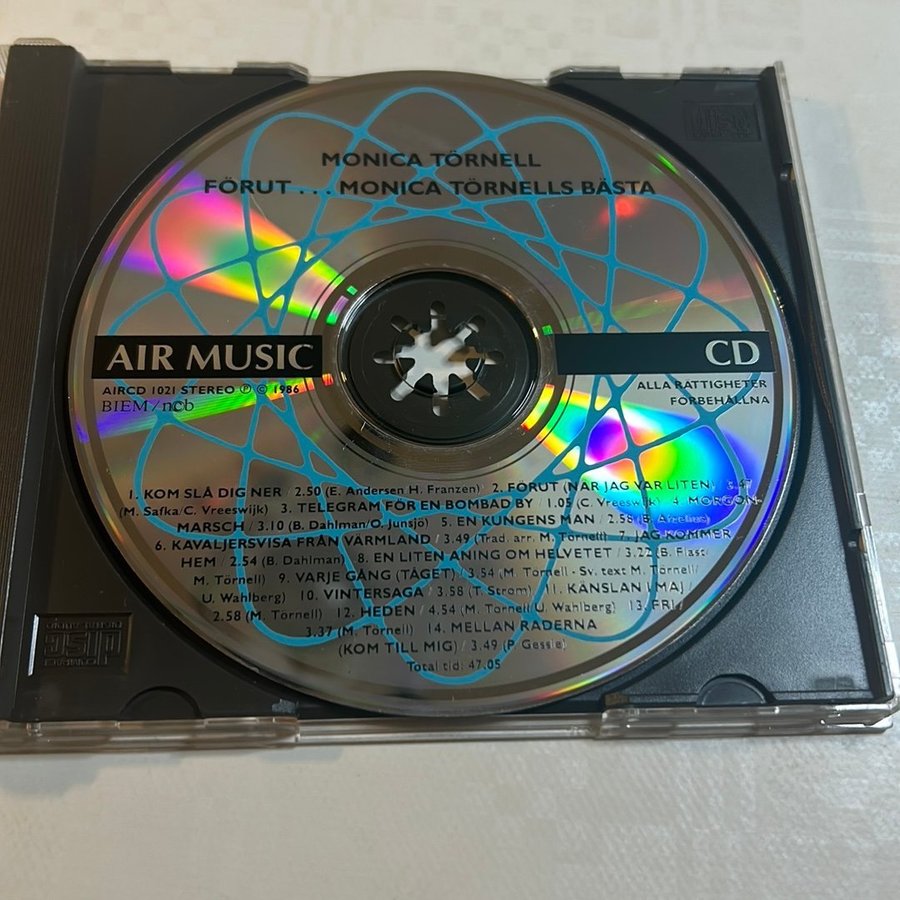 MONICA TÖRNELL
FÖRUT . . . MONICA TÖRNELLS BÄSTA
AIR MUSIC
CD
AIRCD 1021 STEREO ℗ © 1986
BIEM/ncb
ALLA RÄTTIGHETER
FÖRBEHÅLLNA
1. KOM SLÅ DIG NER / 2.50 (E. Andersen H. Franzen) / 2. FÖRUT (NÄR JAG VAR LITEN)
(M. Safka/C. Vreeswijk) / 3. TELEGRAM FÖR EN BOMBAD BY / 1.05 (C. Vreeswijk) 4. MORGON-
MARSCH / 3.10 (B. Dahlman/O. Junsjö) / 5. EN KUNGENS MAN / 2.58 (B. Afzelius)
6. KAVALJERSVISA FRÅN VÄRMLAND / 3.49 (Trad. arr. M. Törnell) 7. JAG KOMMER
HEM / 2.54 (B. Dahlman) 8. EN LITEN ANING OM HELVETET / 3.22 (B.
M. Törnell) 9. VARJE GÅNG (TÅGET) / 3.54 (M. Törnell - Sv. text M. Törnell/
U. Wahlberg) 10. VINTERSAGA / 3.58 (T. Ström) 11. KÄNSLAN I MAJ /
2.58 (M. Törnell) 12. HEDEN / 4.54 (M. Törnell/U. Wahlberg) 13. FRI /
3.37 (M. Törnell) 14. MELLAN RADERNA
(KOM TILL MIG) / 3.49 (P. Gessle)
Total tid: 47.05